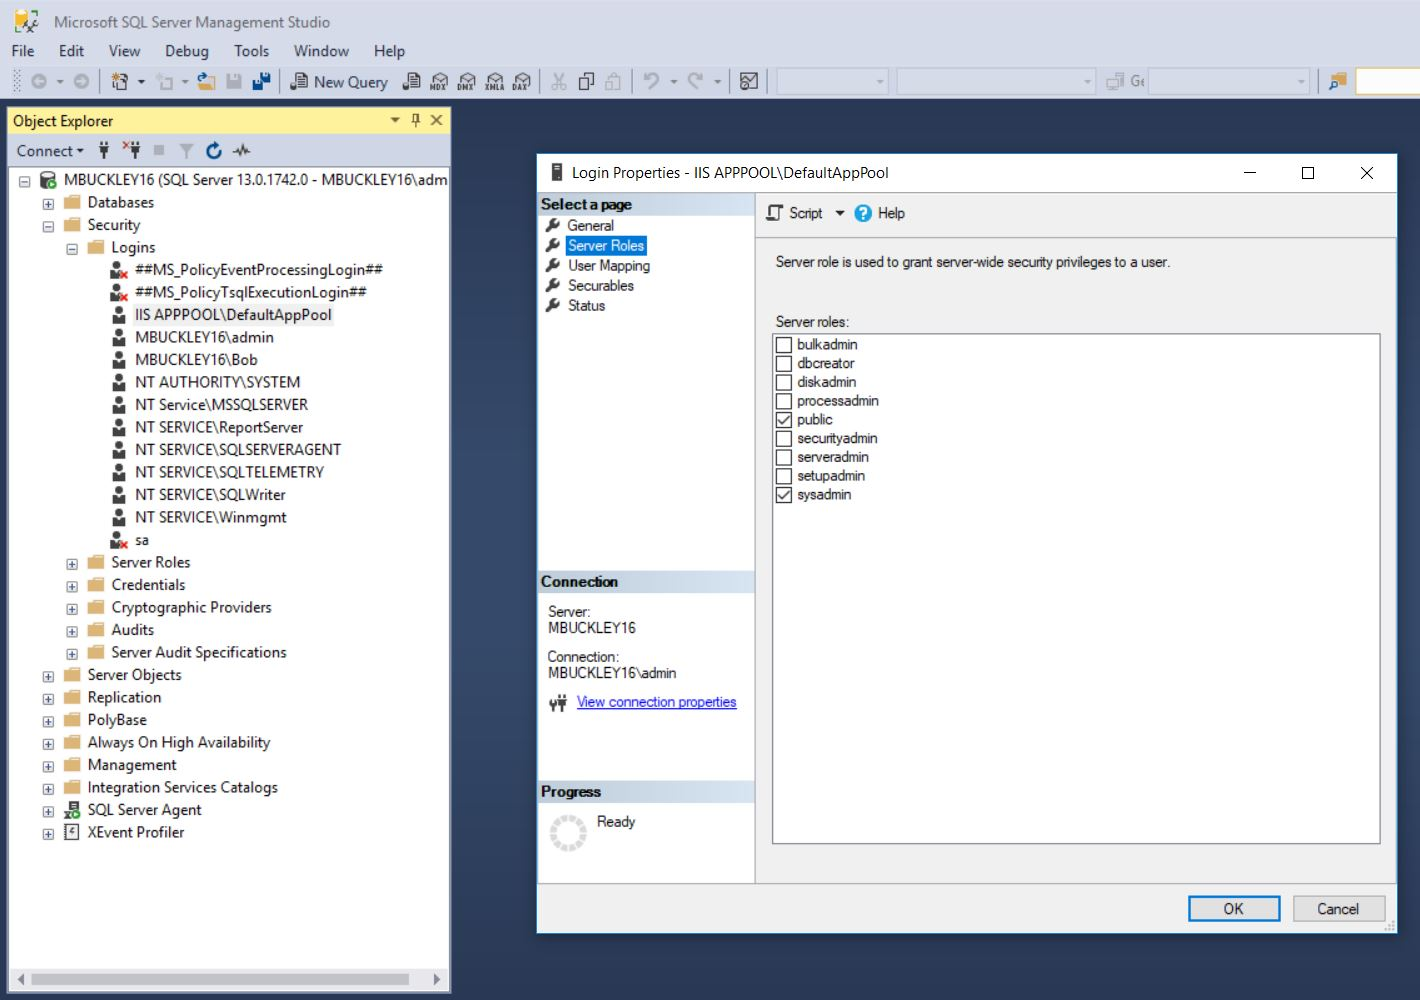 Microsoft SQL Server Management Studio
File Edit View Debug Tools Window Help
New Query MDX DMX XMLA DAX Ge
Object Explorer
Connect
MBUCKLEY16 (SQL Server 13.0.1742.0 - MBUCKLEY16\adm
Databases
Security
Logins
##MS_PolicyEventProcessingLogin##
##MS_PolicyTsqlExecutionLogin##
IIS APPPOOL\DefaultAppPool
MBUCKLEY16\admin
MBUCKLEY16\Bob
NT AUTHORITY\SYSTEM
NT Service\MSSQLSERVER
NT SERVICE\ReportServer
NT SERVICE\SQLSERVERAGENT
NT SERVICE\SQLTELEMETRY
NT SERVICE\SQLWriter
NT SERVICE\Winmgmt
sa
Server Roles
Credentials
Cryptographic Providers
Audits
Server Audit Specifications
Server Objects
Replication
PolyBase
Always On High Availability
Management
Integration Services Catalogs
SQL Server Agent
XEvent Profiler
Login Properties - IIS APPPOOL\DefaultAppPool
Select a page
General
Server Roles
User Mapping
Securables
Status
Connection
Server:
MBUCKLEY16
Connection:
MBUCKLEY16\admin
View connection properties
Progress
Ready
Script Help
Server role is used to grant server-wide security privileges to a user.
Server roles:
bulkadmin
dbcreator
diskadmin
processadmin
public
securityadmin
serveradmin
setupadmin
sysadmin
OK Cancel